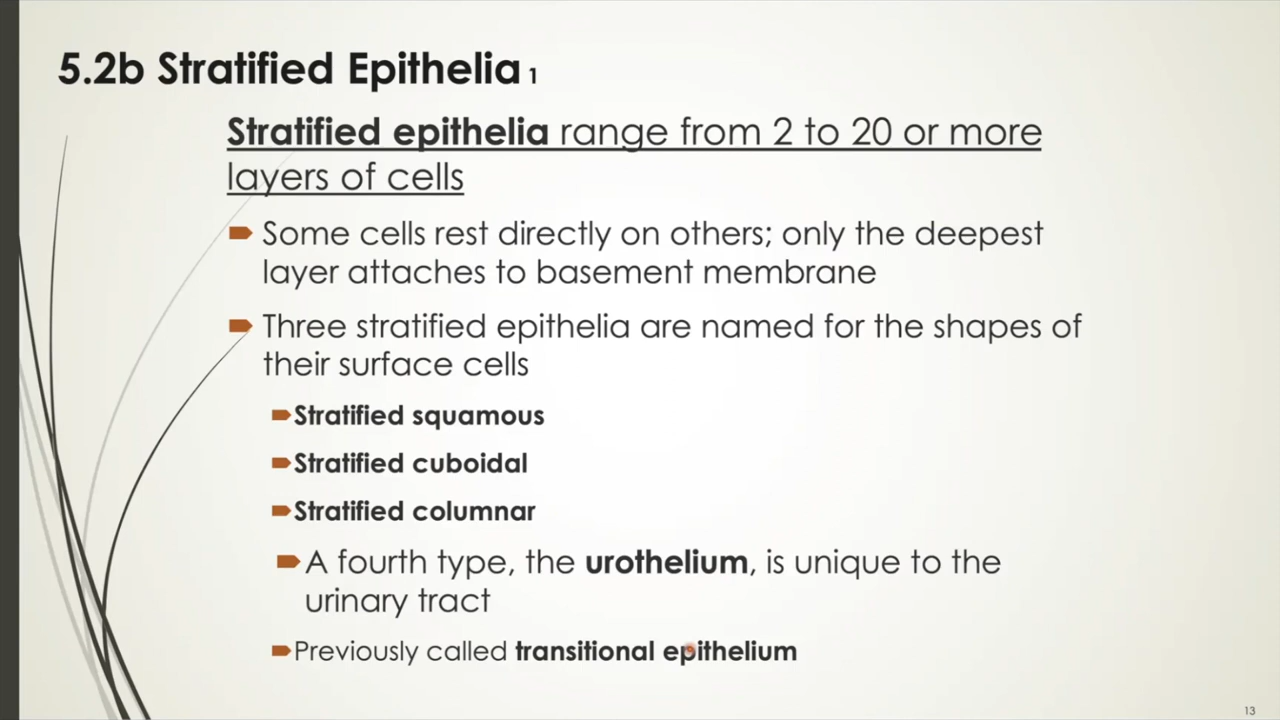 5.2b Stratified Epithelia 1
Stratified epithelia range from 2 to 20 or more
layers of cells
Some cells rest directly on others; only the deepest
layer attaches to basement membrane
Three stratified epithelia are named for the shapes of
their surface cells
Stratified squamous
Stratified cuboidal
Stratified columnar
A fourth type, the urothelium, is unique to the
urinary tract
Previously called transitional epithelium
13